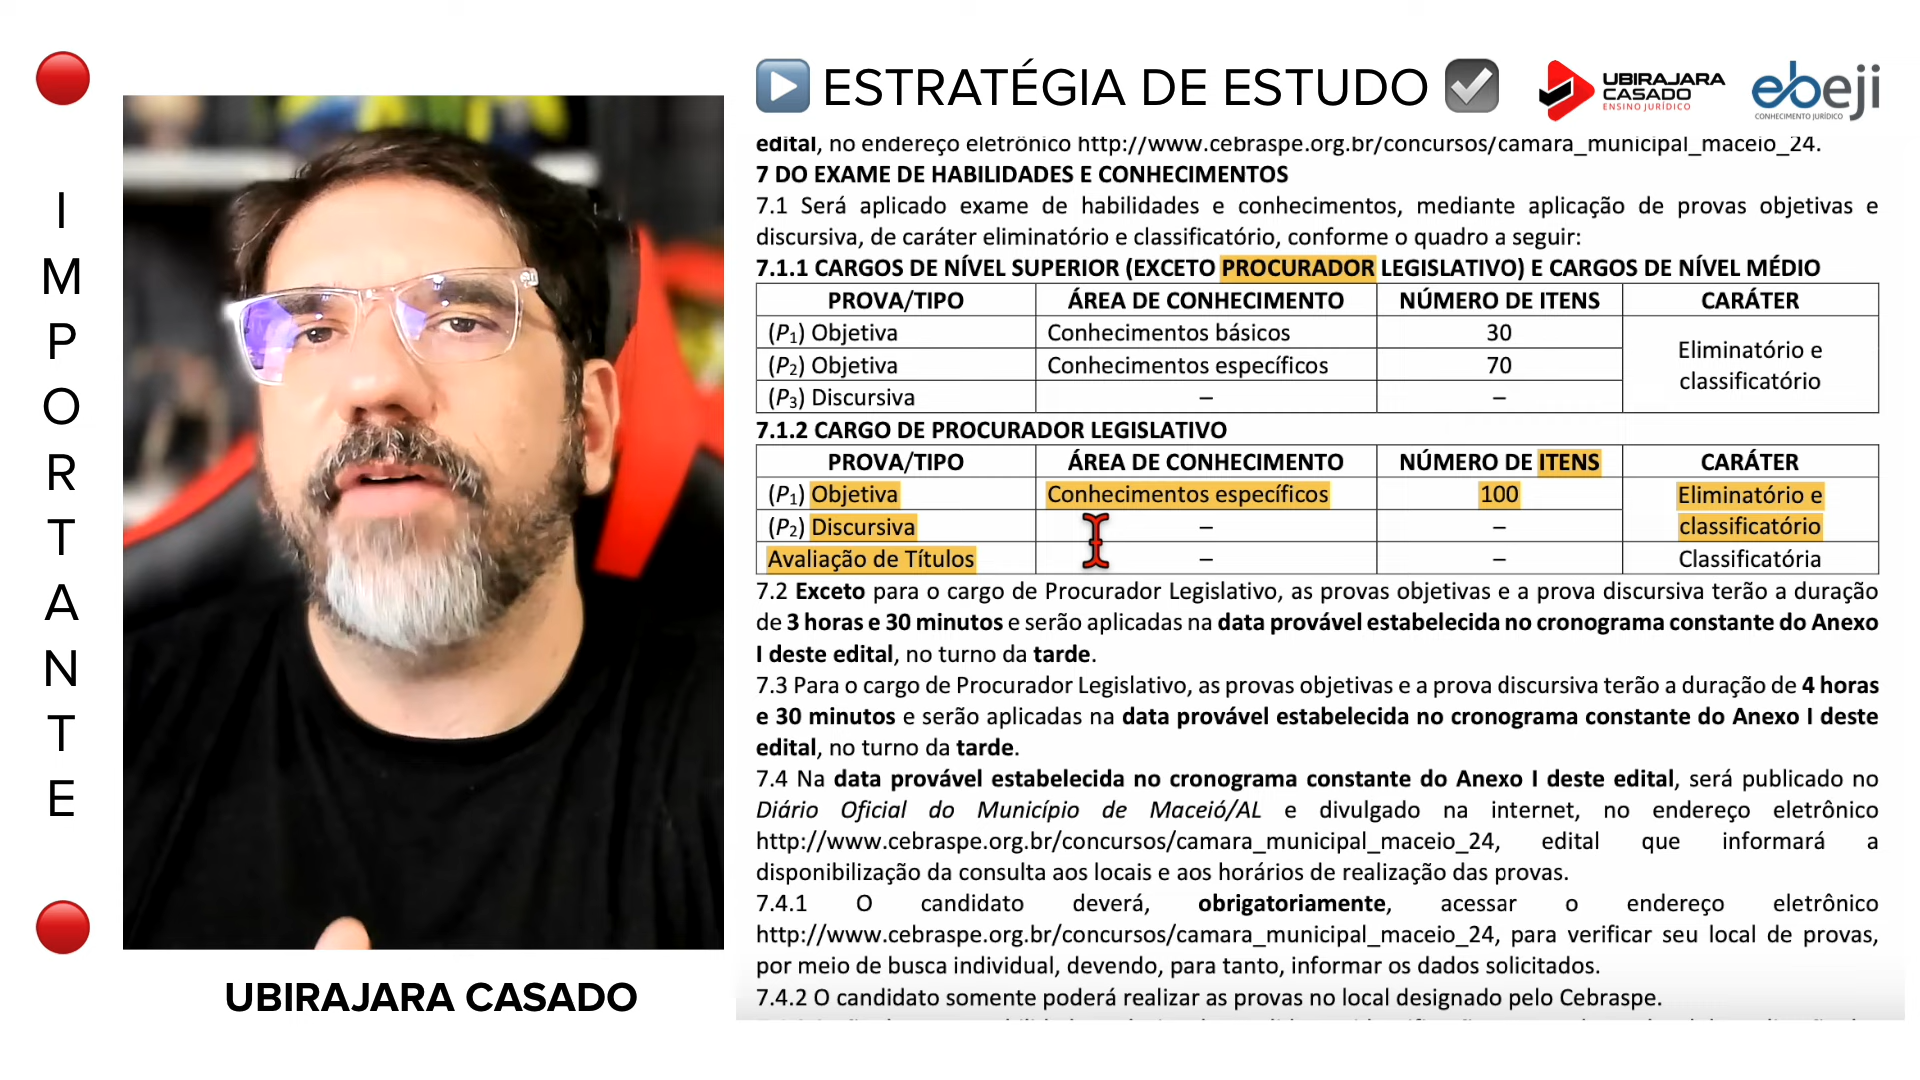 IMPORTANTE
UBIRAJARA CASADO
ESTRATÉGIA DE ESTUDO
UBIRAJARA
CASADO
ENSINO JURÍDICO
ebeji
CONHECIMENTO JURÍDICO
edital, no endereço eletrônico http://www.cebraspe.org.br/concursos/camara_municipal_maceio_24.
7 DO EXAME DE HABILIDADES E CONHECIMENTOS
7.1 Será aplicado exame de habilidades e conhecimentos, mediante aplicação de provas objetivas e
discursiva, de caráter eliminatório e classificatório, conforme o quadro a seguir:
7.1.1 CARGOS DE NÍVEL SUPERIOR (EXCETO PROCURADOR LEGISLATIVO) E CARGOS DE NÍVEL MÉDIO
PROVA/TIPO ÁREA DE CONHECIMENTO NÚMERO DE ITENS CARÁTER
(P1) Objetiva Conhecimentos básicos 30
(P2) Objetiva Conhecimentos específicos 70
(P3) Discursiva – –
Eliminatório e
classificatório
7.1.2 CARGO DE PROCURADOR LEGISLATIVO
PROVA/TIPO ÁREA DE CONHECIMENTO NÚMERO DE ITENS CARÁTER
(P1) Objetiva Conhecimentos específicos 100 Eliminatório e
(P2) Discursiva – – classificatório
Avaliação de Títulos – – Classificatória
7.2 Exceto para o cargo de Procurador Legislativo, as provas objetivas e a prova discursiva terão a duração
de 3 horas e 30 minutos e serão aplicadas na data provável estabelecida no cronograma constante do Anexo
I deste edital, no turno da tarde.
7.3 Para o cargo de Procurador Legislativo, as provas objetivas e a prova discursiva terão a duração de 4 horas
e 30 minutos e serão aplicadas na data provável estabelecida no cronograma constante do Anexo I deste
edital, no turno da tarde.
7.4 Na data provável estabelecida no cronograma constante do Anexo I deste edital, será publicado no
Diário Oficial do Município de Maceió/AL e divulgado na internet, no endereço eletrônico
http://www.cebraspe.org.br/concursos/camara_municipal_maceio_24, edital que informará a
disponibilização da consulta aos locais e aos horários de realização das provas.
7.4.1 O candidato deverá, obrigatoriamente, acessar o endereço eletrônico
http://www.cebraspe.org.br/concursos/camara_municipal_maceio_24, para verificar seu local de provas,
por meio de busca individual, devendo, para tanto, informar os dados solicitados.
7.4.2 O candidato somente poderá realizar as provas no local designado pelo Cebraspe.